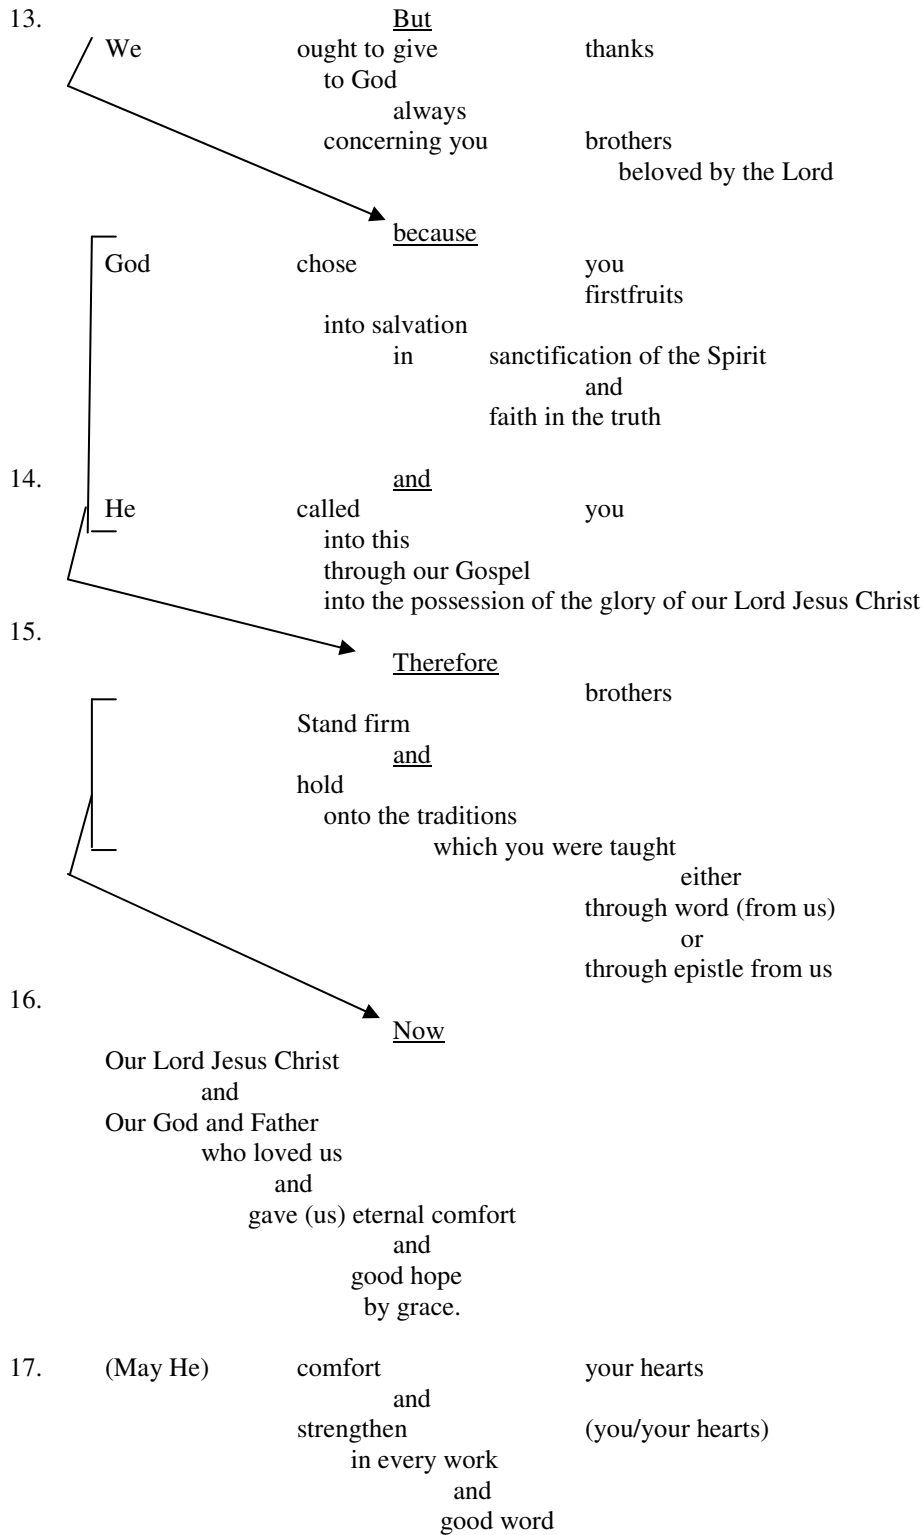 13. But
We ought to give thanks
to God
always
concerning you brothers
beloved by the Lord
because
God chose you
firstfruits
into salvation
in sanctification of the Spirit
and
faith in the truth
14. and
He called you
into this
through our Gospel
into the possession of the glory of our Lord Jesus Christ
15.
Therefore
brothers
Stand firm
and
hold
onto the traditions
which you were taught
either
through word (from us)
or
through epistle from us
16.
Now
Our Lord Jesus Christ
and
Our God and Father
who loved us
and
gave (us) eternal comfort
and
good hope
by grace.
17. (May He) comfort your hearts
and
strengthen (you/your hearts)
in every work
and
good word